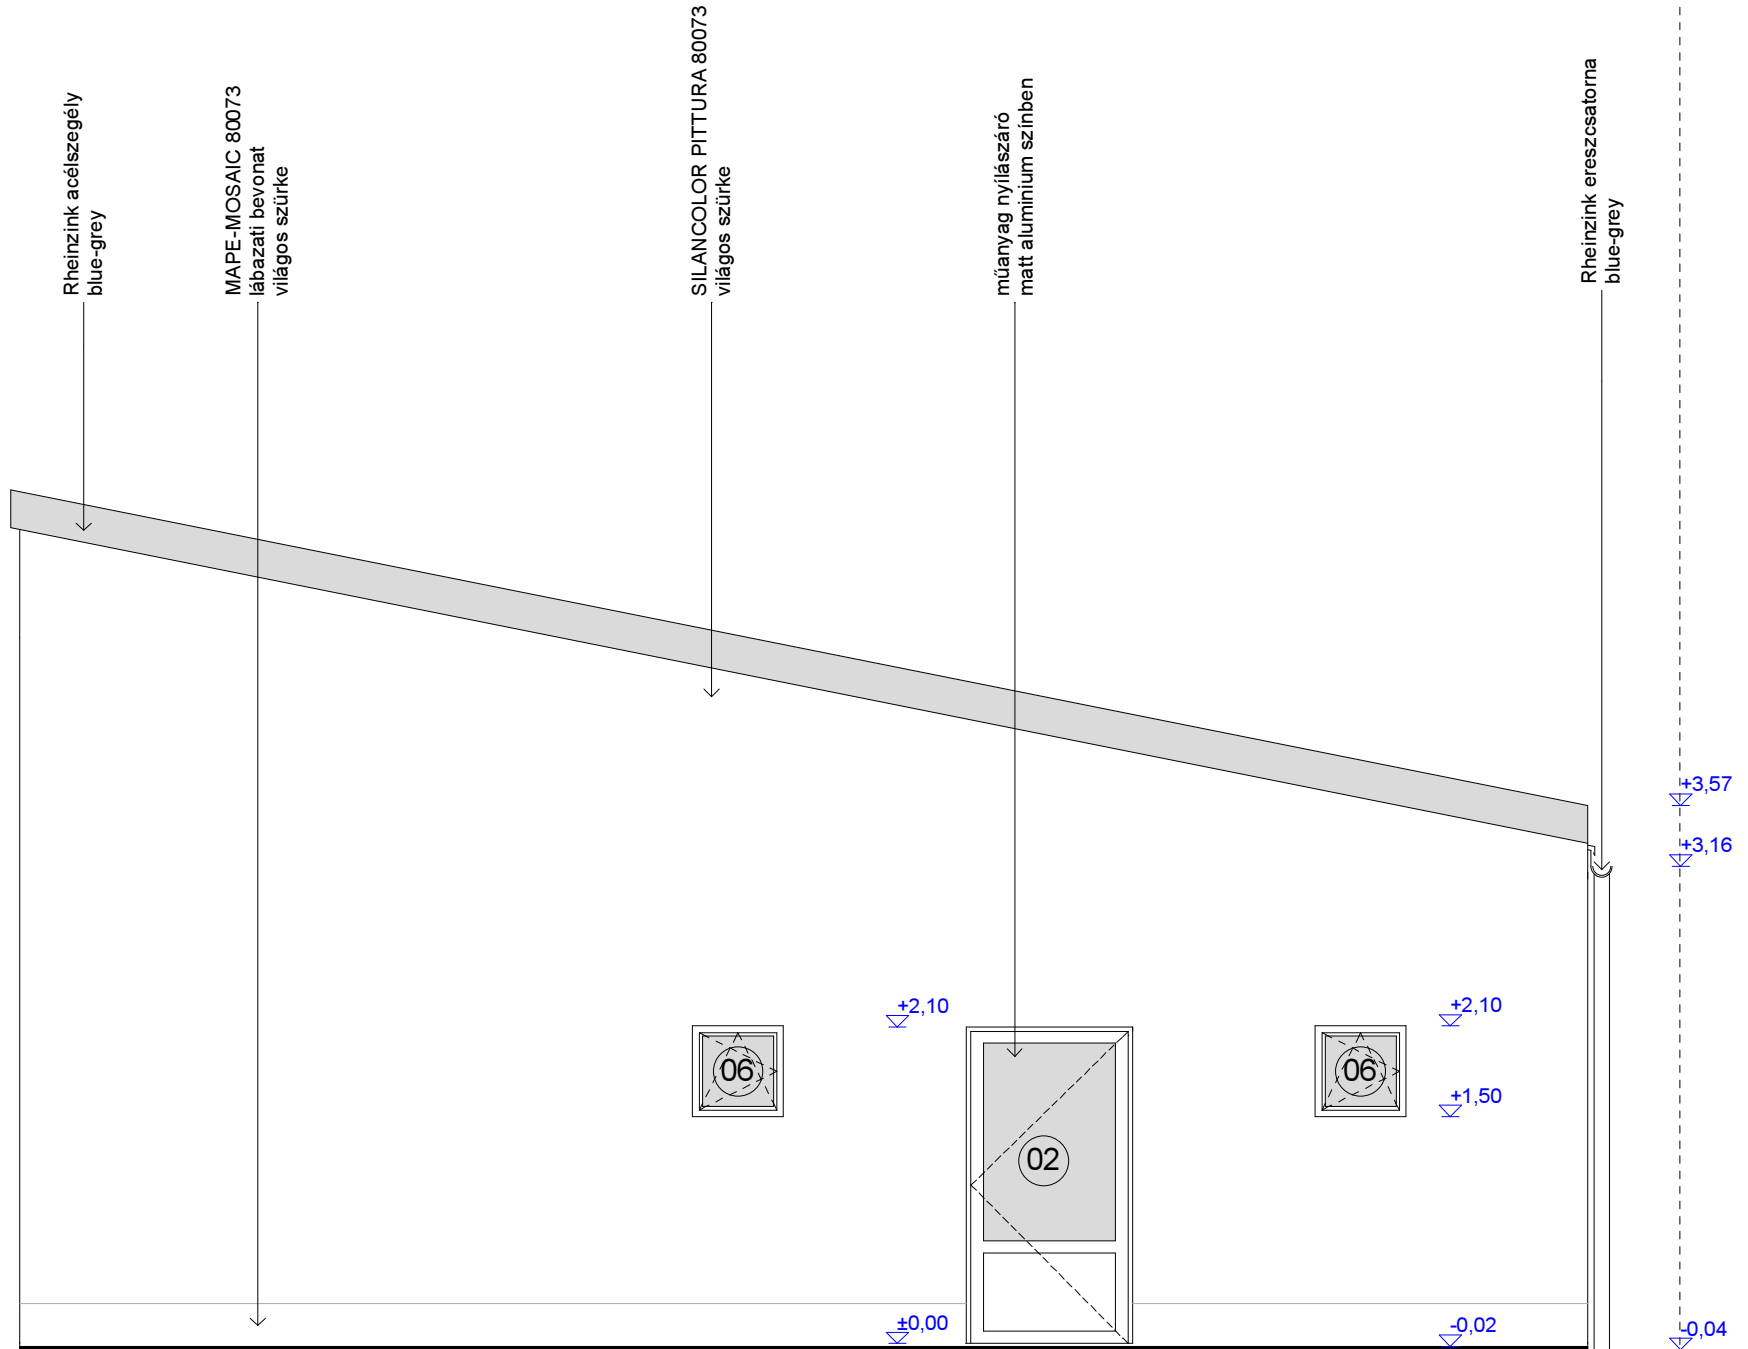 Rheinzink acélszegély
blue-grey
MAPE-MOSAIC 80073
lábazati bevonat
világos szürke
SILANCOLOR PITTURA 80073
világos szürke
műanyag nyílászáró
matt aluminium színben
Rheinzink ereszcsatorna
blue-grey
+3,57
+3,16
+2,10
+2,10
06
06
+1,50
02
±0,00
-0,02
-0,04